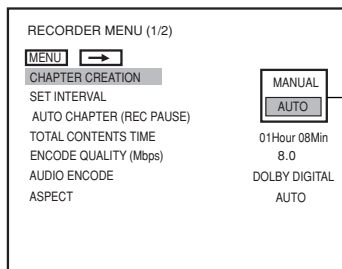 RECORDER MENU (1/2)
MENU
CHAPTER CREATION
MANUAL
AUTO
SET INTERVAL
AUTO CHAPTER (REC PAUSE)
TOTAL CONTENTS TIME 01Hour 08Min
ENCODE QUALITY (Mbps) 8.0
AUDIO ENCODE DOLBY DIGITAL
ASPECT AUTO